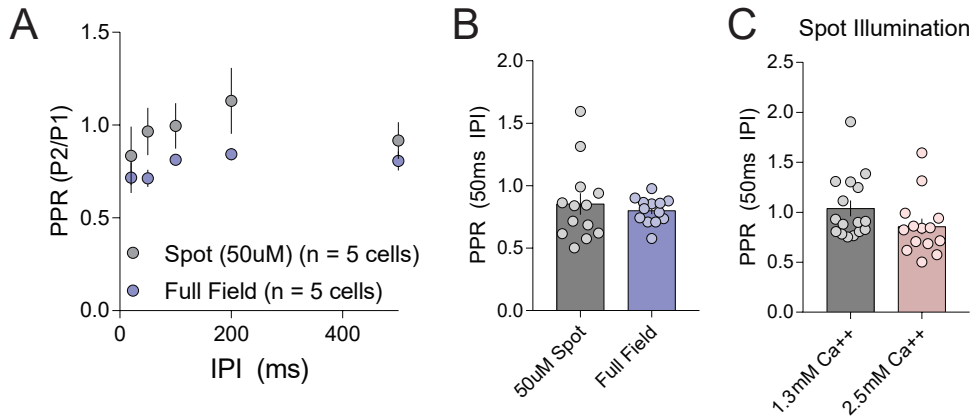 A
1.5
1.0
0.5
0.0
PPR (P2/P1)
Spot (50uM) (n = 5 cells)
Full Field (n = 5 cells)
0
200
400
IPI (ms)
B
2.0
1.5
1.0
0.5
0.0
PPR (50ms IPI)
50uM Spot
Full Field
C
Spot Illumination
2.5
2.0
1.5
1.0
0.5
0.0
PPR (50ms IPI)
1.3mM Ca++
2.5mM Ca++